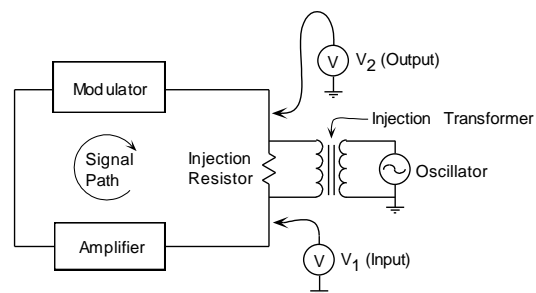 V
V2 (Output)
Modulator
Injection Transformer
Signal
Path
Injection
Resistor
Oscillator
Amplifier
V
V1 (Input)